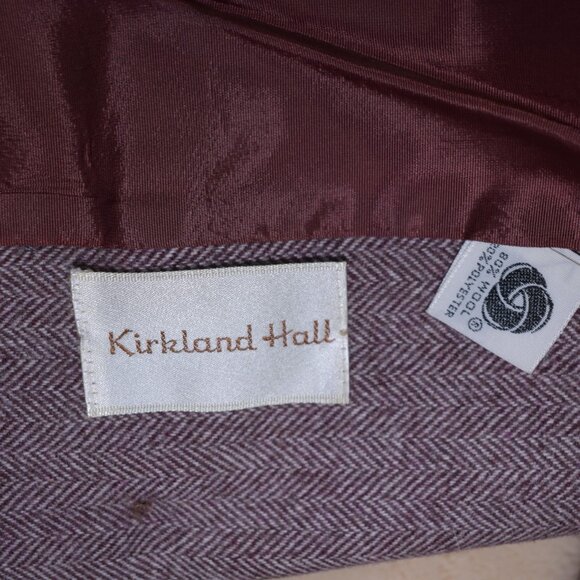 Kirkland Hall
80% WOOL
20% POLYESTER
®